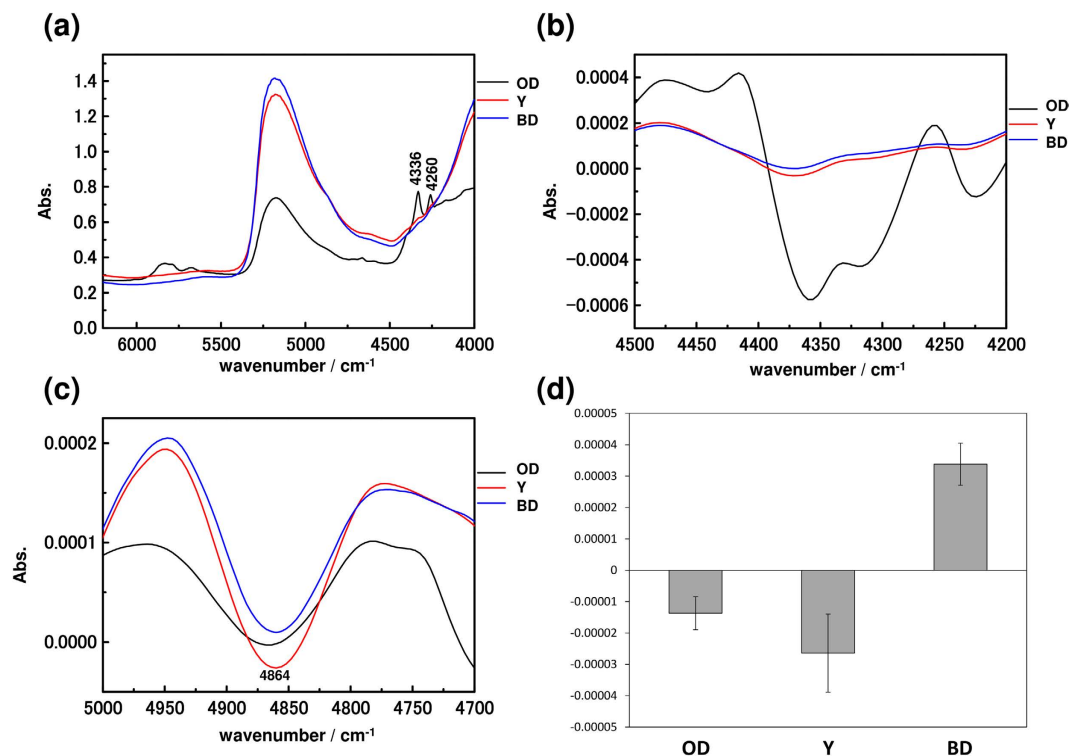 (a)
Abs.
1.4
1.2
1.0
0.8
0.6
0.4
0.2
0.0
6000 5500 5000 4500 4000
wavenumber / cm-1
4336
4260
OD
Y
BD
(b)
Abs.
0.0004
0.0002
0.0000
−0.0002
−0.0004
−0.0006
4500 4450 4400 4350 4300 4250 4200
wavenumber / cm-1
OD
Y
BD
(c)
Abs.
0.0002
0.0001
0.0000
5000 4950 4900 4850 4800 4750 4700
wavenumber / cm-1
4864
OD
Y
BD
(d)
0.00005
0.00004
0.00003
0.00002
0.00001
0
-0.00001
-0.00002
-0.00003
-0.00004
-0.00005
OD Y BD